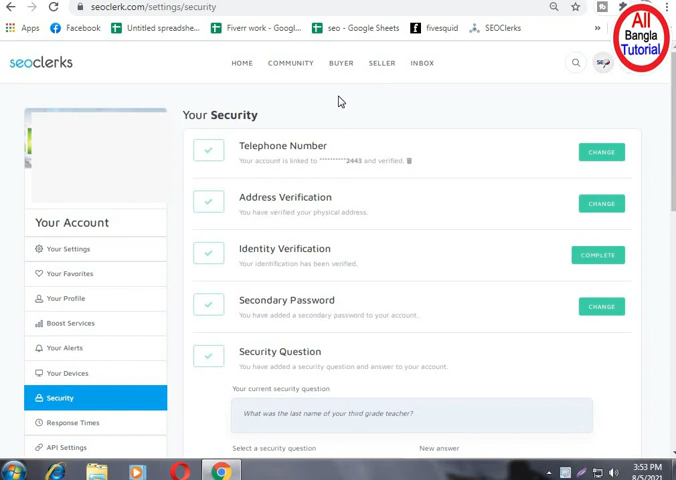 seoclerk.com/settings/security
Apps Facebook Untitled spreadshe... Fiverr work - Googl... seo - Google Sheets fivesquid SEOClerks »
All
Bangla
Tutorial
seoclerks HOME COMMUNITY BUYER SELLER INBOX
Your Security
Telephone Number
Your account is linked to **********2443 and verified.
CHANGE
Address Verification
You have verified your physical address.
CHANGE
Identity Verification
Your identification has been verified.
COMPLETE
Secondary Password
You have added a secondary password to your account.
CHANGE
Security Question
You have added a security question and answer to your account.
Your current security question
What was the last name of your third grade teacher?
Select a security question New answer
Your Account
Your Settings
Your Favorites
Your Profile
Boost Services
Your Alerts
Your Devices
Security
Response Times
API Settings
3:53 PM
8/5/2021